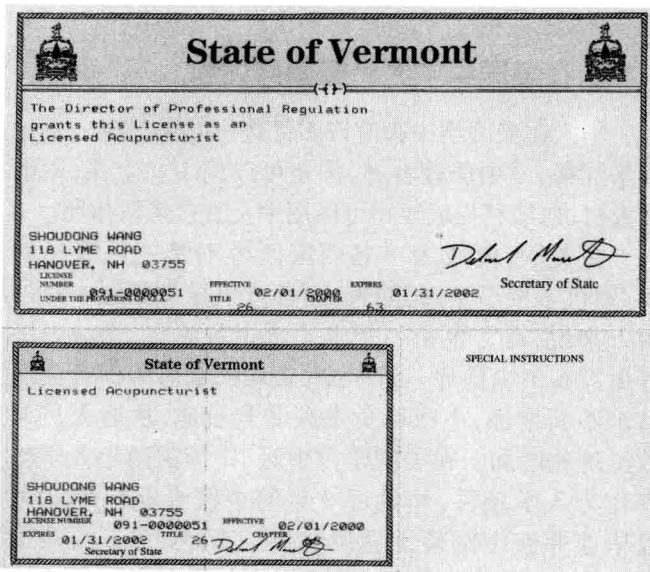 State of Vermont
The Director of Professional Regulation
grants this License as an
Licensed Acupuncturist
SHOUDONG WANG
118 LYME ROAD
HANOVER, NH 03755
Secretary of State
LICENSE NUMBER 091-0000051 EFFECTIVE 02/01/2000 EXPIRES 01/31/2002
UNDER THE PROVISIONS OF V.S.A. TITLE 26 CHAPTER 63
State of Vermont
SPECIAL INSTRUCTIONS
Licensed Acupuncturist
SHOUDONG WANG
118 LYME ROAD
HANOVER, NH 03755
LICENSE NUMBER 091-0000051 EFFECTIVE 02/01/2000
EXPIRES 01/31/2002 TITLE 26 CHAPTER
Secretary of State